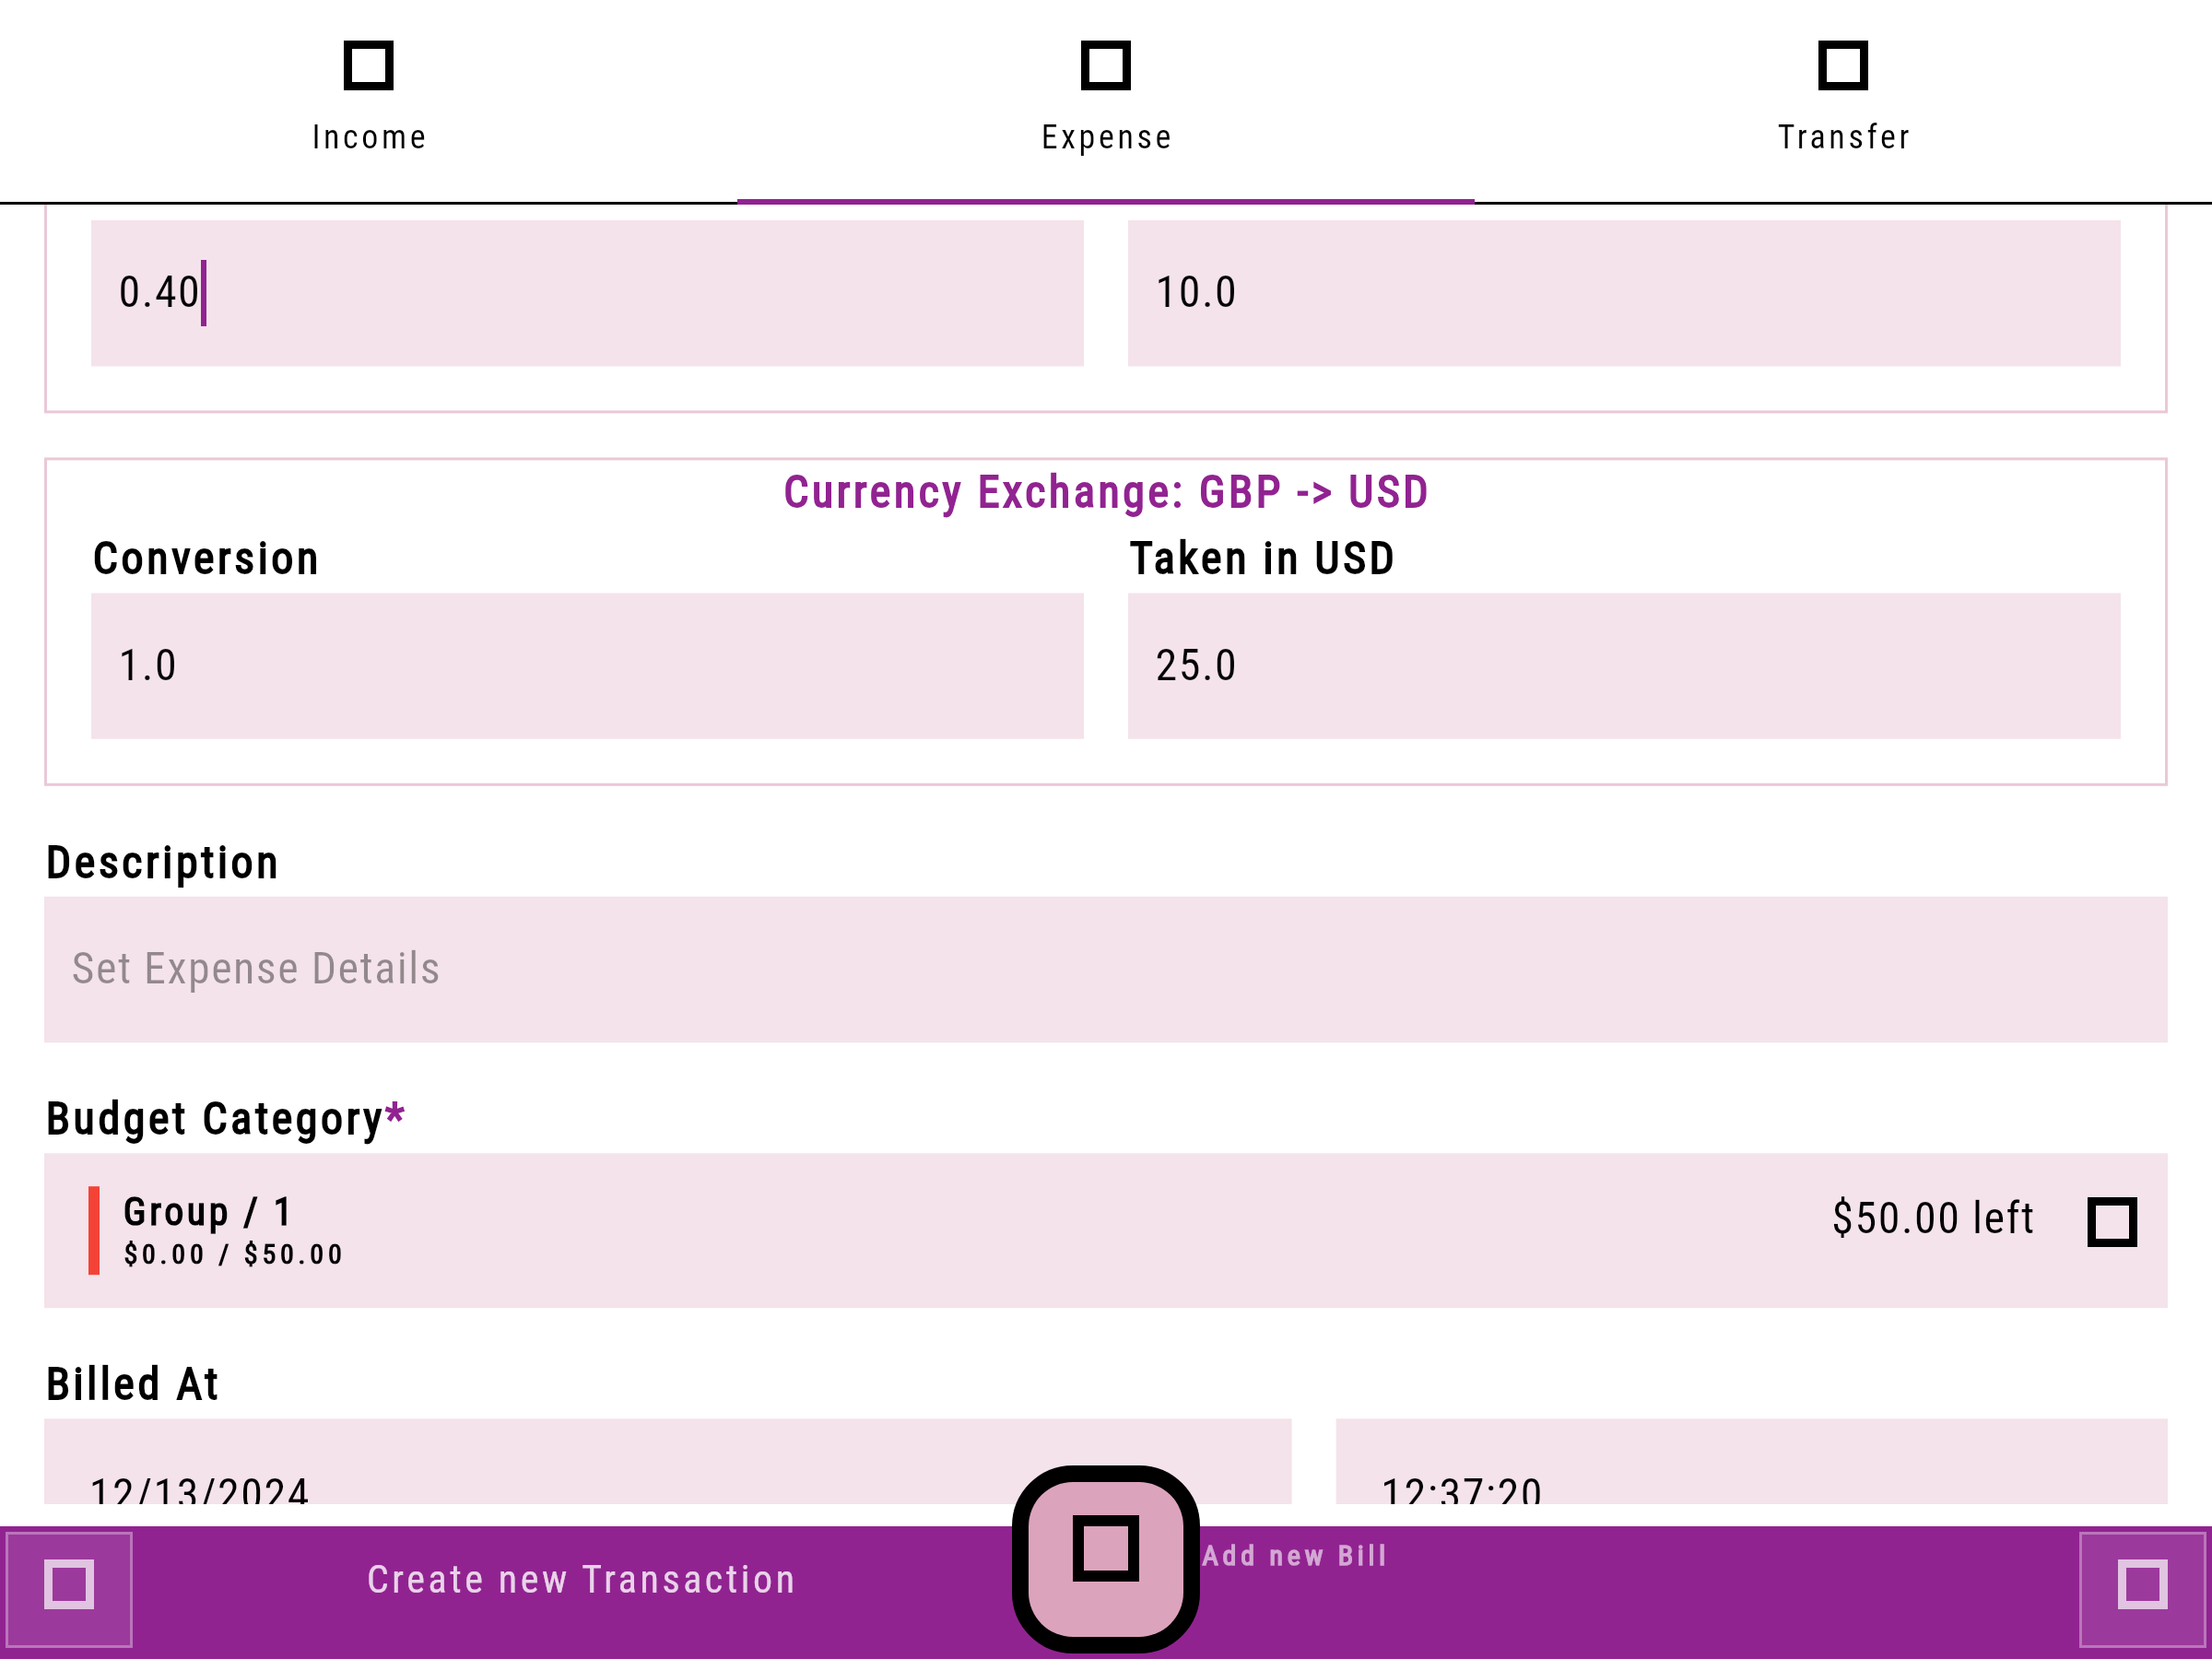 Income
Expense
Transfer
0.40
10.0
Currency Exchange: GBP -> USD
Conversion
Taken in USD
1.0
25.0
Description
Set Expense Details
Budget Category*
Group / 1
$0.00 / $50.00
$50.00 left
Billed At
12/13/2024
12:37:20
Create new Transaction
Add new Bill